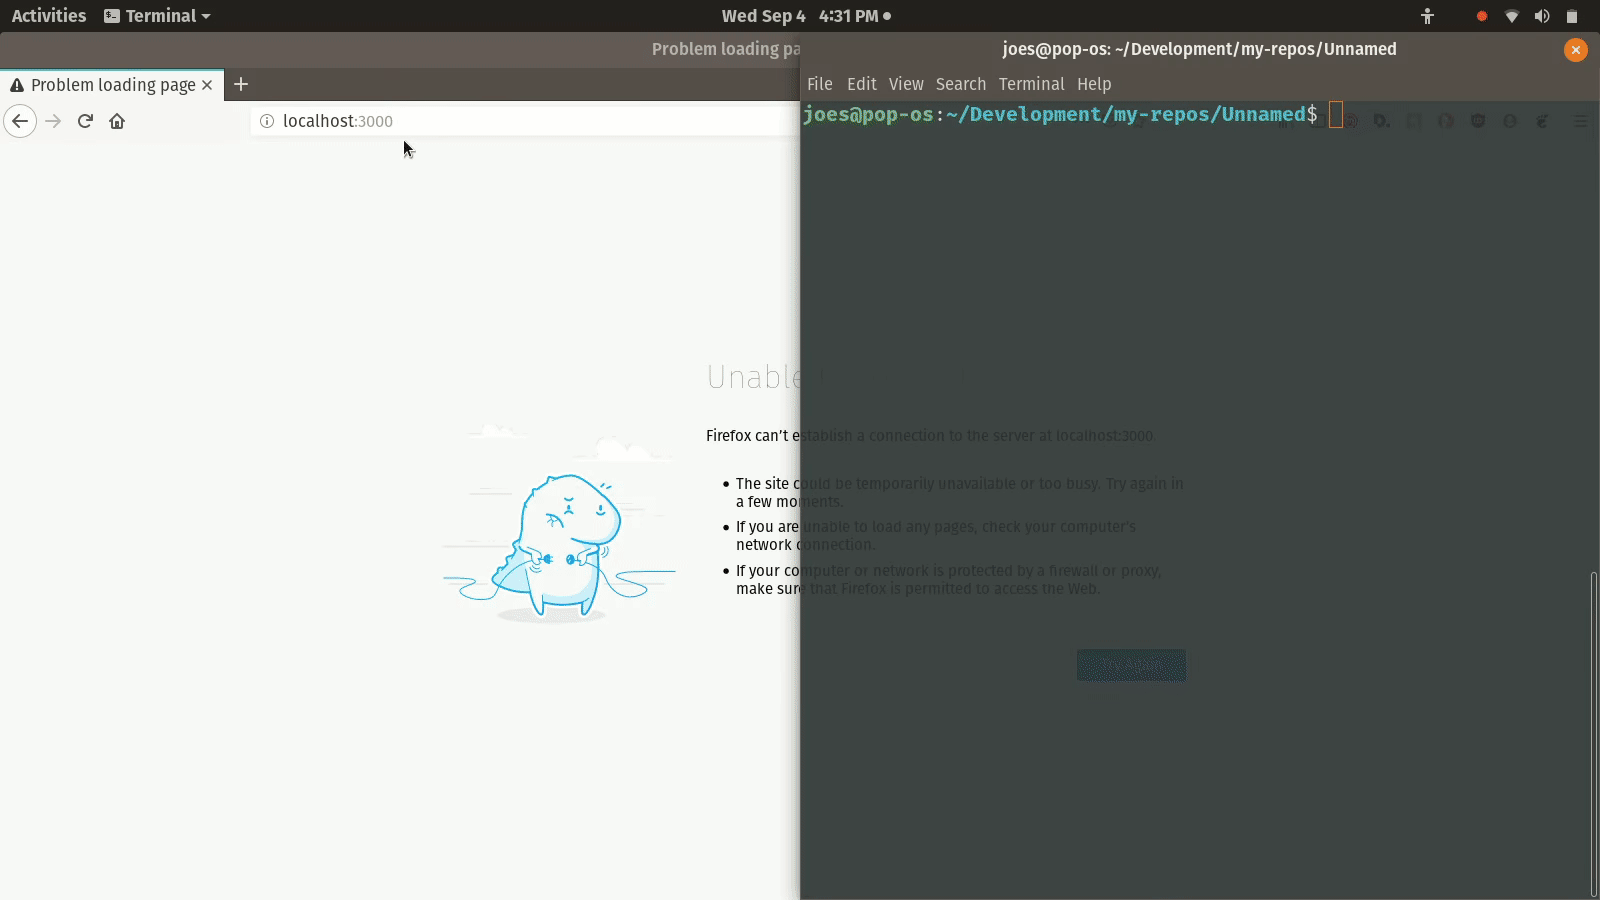 Activities Terminal Wed Sep 4 4:31 PM
Problem loading pa
joes@pop-os: ~/Development/my-repos/Unnamed
Problem loading page
File Edit View Search Terminal Help
localhost:3000
joes@pop-os:~/Development/my-repos/Unnamed$
Unable
Firefox can't establish a connection to the server at localhost:3000.
The site could be temporarily unavailable or too busy. Try again in
a few moments.
If you are unable to load any pages, check your computer's
network connection.
If your computer or network is protected by a firewall or proxy,
make sure that Firefox is permitted to access the Web.
Try Again